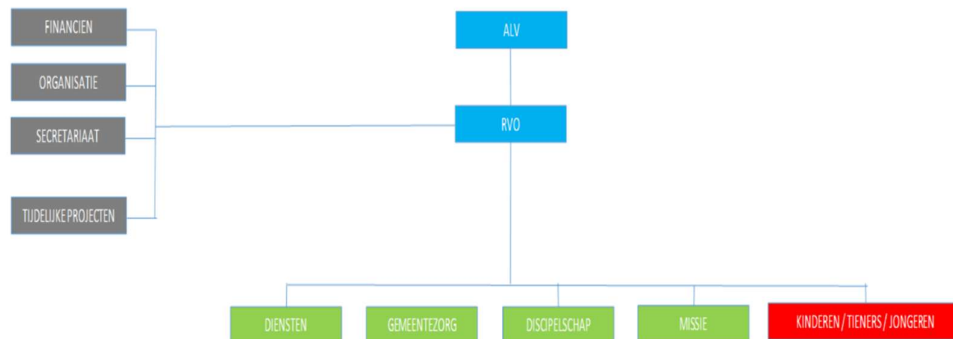 FINANCIEN
ALV
ORGANISATIE
RVO
SECRETARIAAT
TIJDELIJKE PROJECTEN
DIENSTEN
GEMEENTEZORG
DISCIPELSCHAP
MISSIE
KINDEREN / TIENERS / JONGEREN